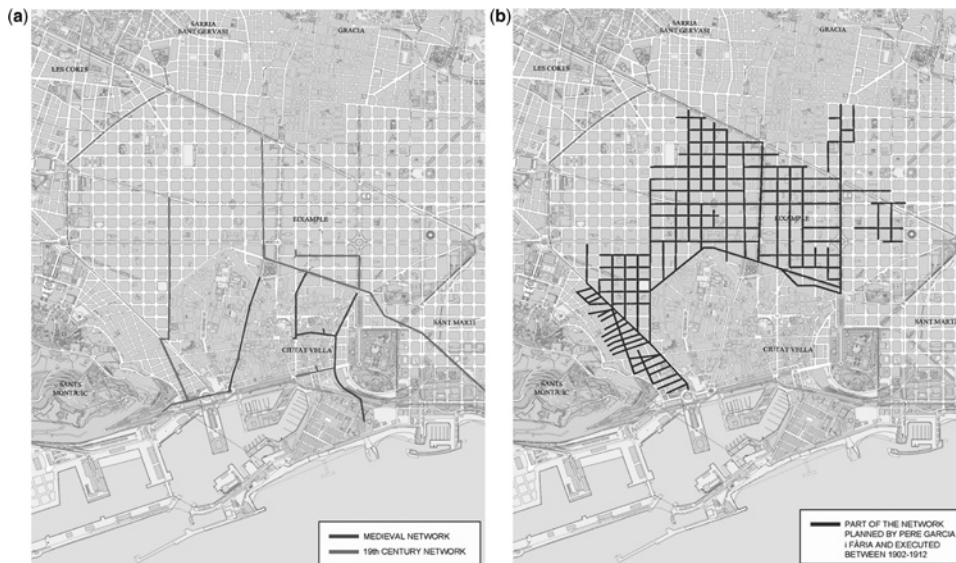 (a)
SARRIA
SANT GERVASI
GRACIA
LES CORTS
EIXAMPLE
SANT MARTI
CIUTAT VELLA
SANTS
MONTJUIC
MEDIEVAL NETWORK
19th CENTURY NETWORK
(b)
SARRIA
SANT GERVASI
GRACIA
LES CORTS
EIXAMPLE
SANT MARTI
CIUTAT VELLA
SANTS
MONTJUIC
PART OF THE NETWORK
PLANNED BY PERE GARCIA
i FÀRIA AND EXECUTED
BETWEEN 1902-1912